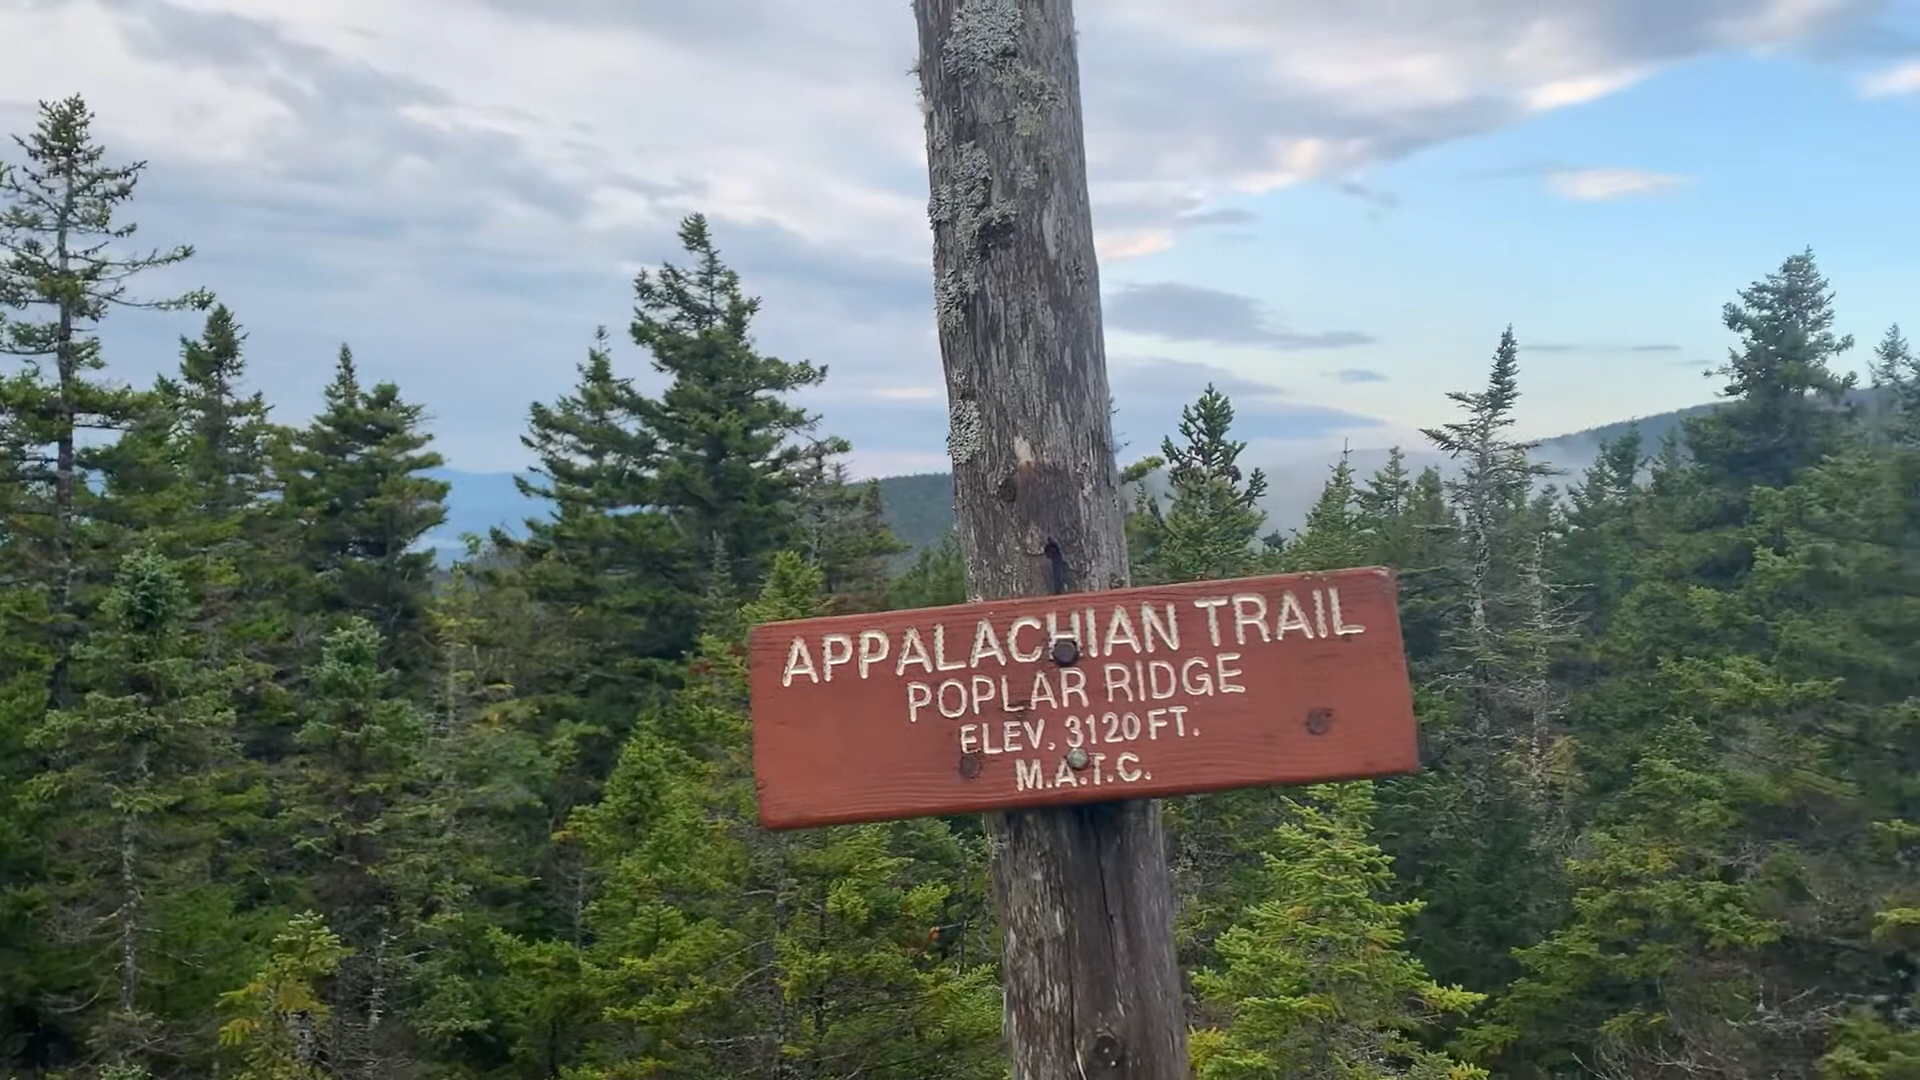 APPALACHIAN TRAIL
POPLAR RIDGE
ELEV. 3120 FT.
M.A.T.C.